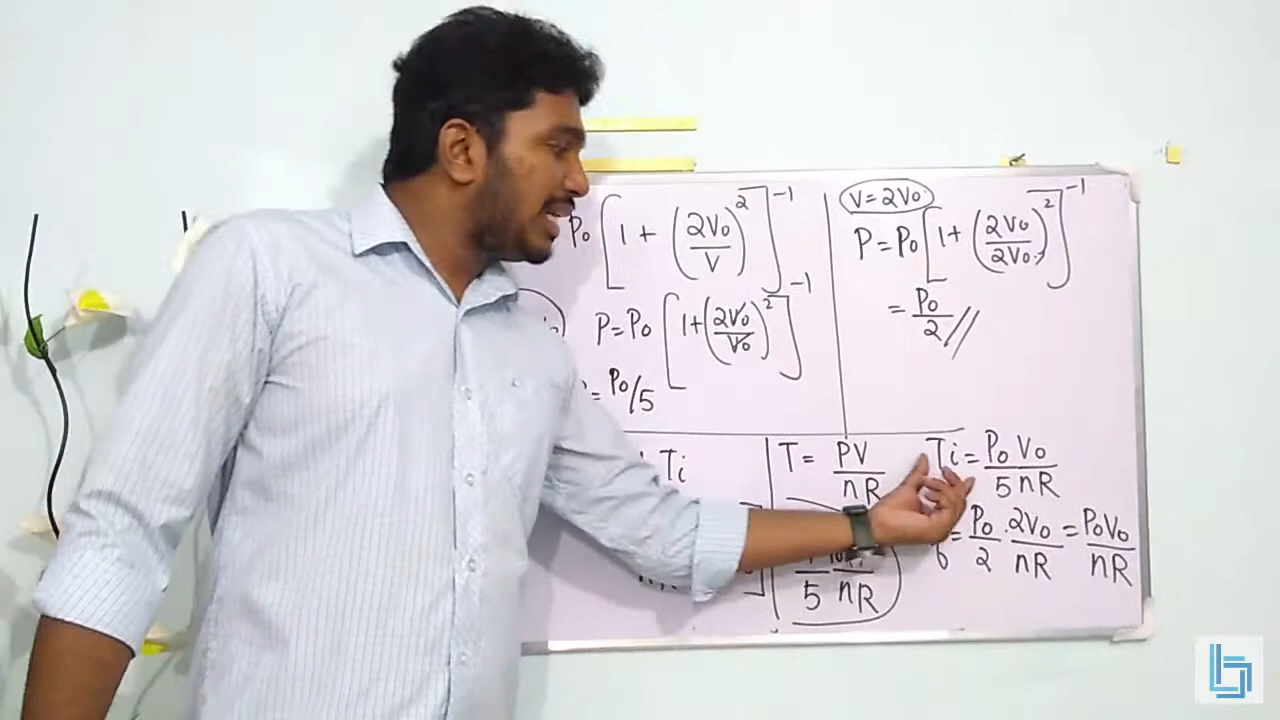 P₀ [1 + (2V₀/V)²]⁻¹
P = P₀ [1 + (2V₀/V₀)²]⁻¹
= P₀/5
V = 2V₀
P = P₀ [1 + (2V₀/2V₀)²]⁻¹
= P₀/2 //
Ti
T = PV/nR
5 nR
Ti = P₀V₀/5nR
= P₀/2 . 2V₀/nR = P₀V₀/nR